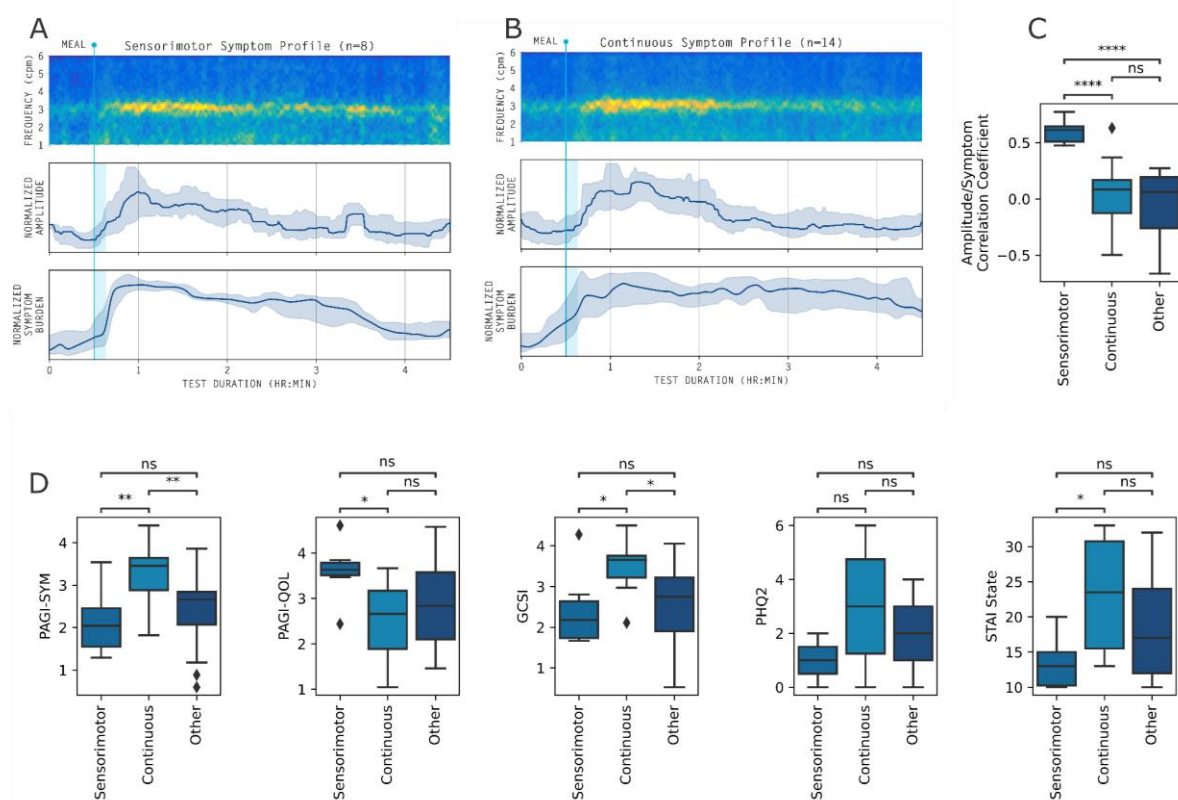 A
MEAL
Sensorimotor Symptom Profile (n=8)
FREQUENCY (cpm)
6
5
4
3
2
1
NORMALIZED
AMPLITUDE
NORMALIZED
SYMPTOM
BURDEN
0 1 2 3 4
TEST DURATION (HR:MIN)
B
MEAL
Continuous Symptom Profile (n=14)
FREQUENCY (cpm)
6
5
4
3
2
1
NORMALIZED
AMPLITUDE
NORMALIZED
SYMPTOM
BURDEN
0 1 2 3 4
TEST DURATION (HR:MIN)
C
****
ns
****
Amplitude/Symptom
Correlation Coefficient
0.5
0.0
−0.5
Sensorimotor
Continuous
Other
D
ns
**
**
PAGI-SYM
4
3
2
1
Sensorimotor
Continuous
Other
ns
ns
*
PAGI-QOL
4
3
2
1
Sensorimotor
Continuous
Other
ns
*
*
GCSI
4
3
2
1
Sensorimotor
Continuous
Other
ns
ns
ns
PHQ2
6
4
2
0
Sensorimotor
Continuous
Other
ns
ns
*
STAI State
30
25
20
15
10
Sensorimotor
Continuous
Other